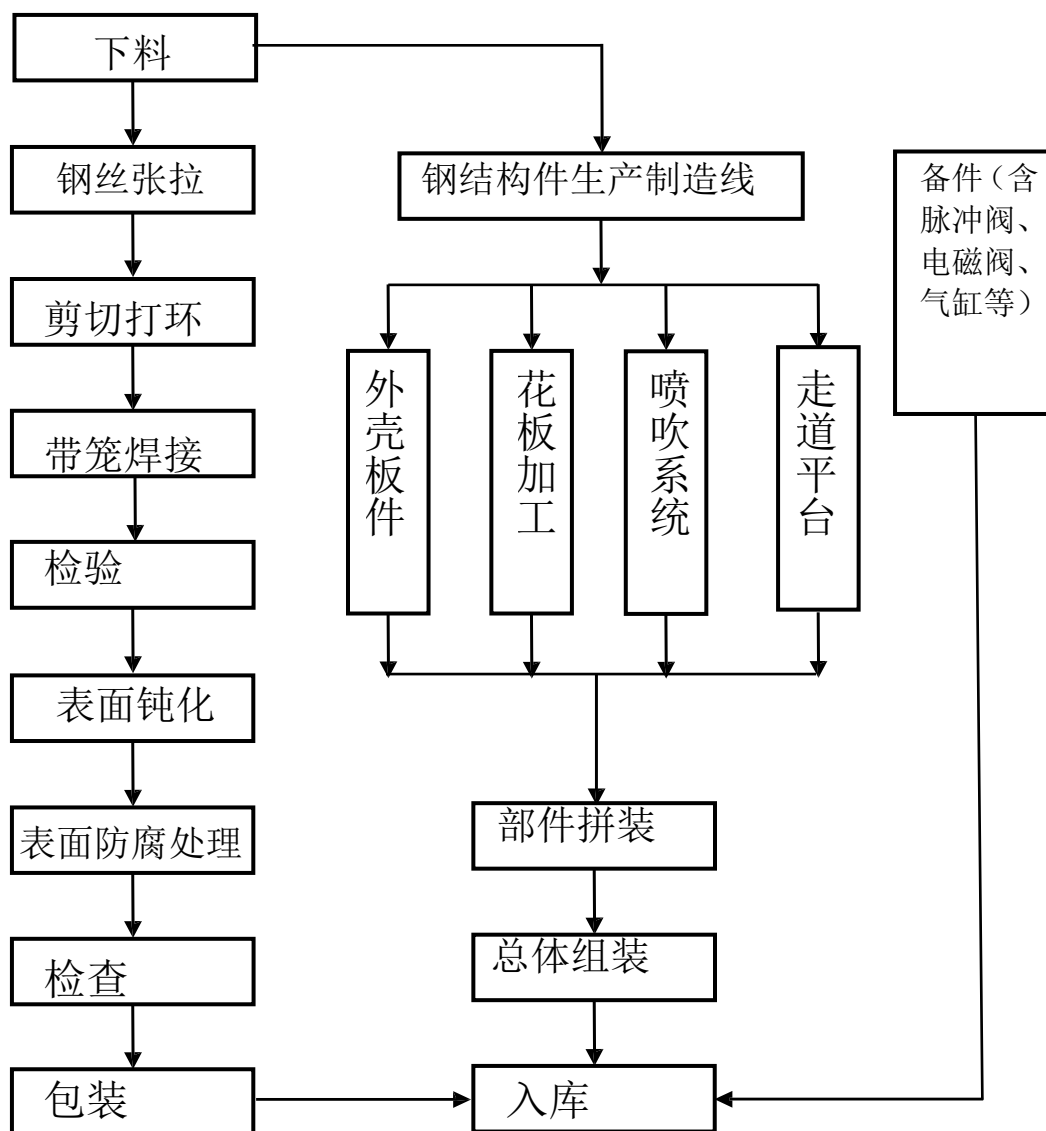 下料
钢丝张拉
剪切打环
带笼焊接
检验
表面钝化
表面防腐处理
检查
包装
钢结构件生产制造线
外壳板件
花板加工
喷吹系统
走道平台
部件拼装
总体组装
入库
备件（含
脉冲阀、
电磁阀、
气缸等）